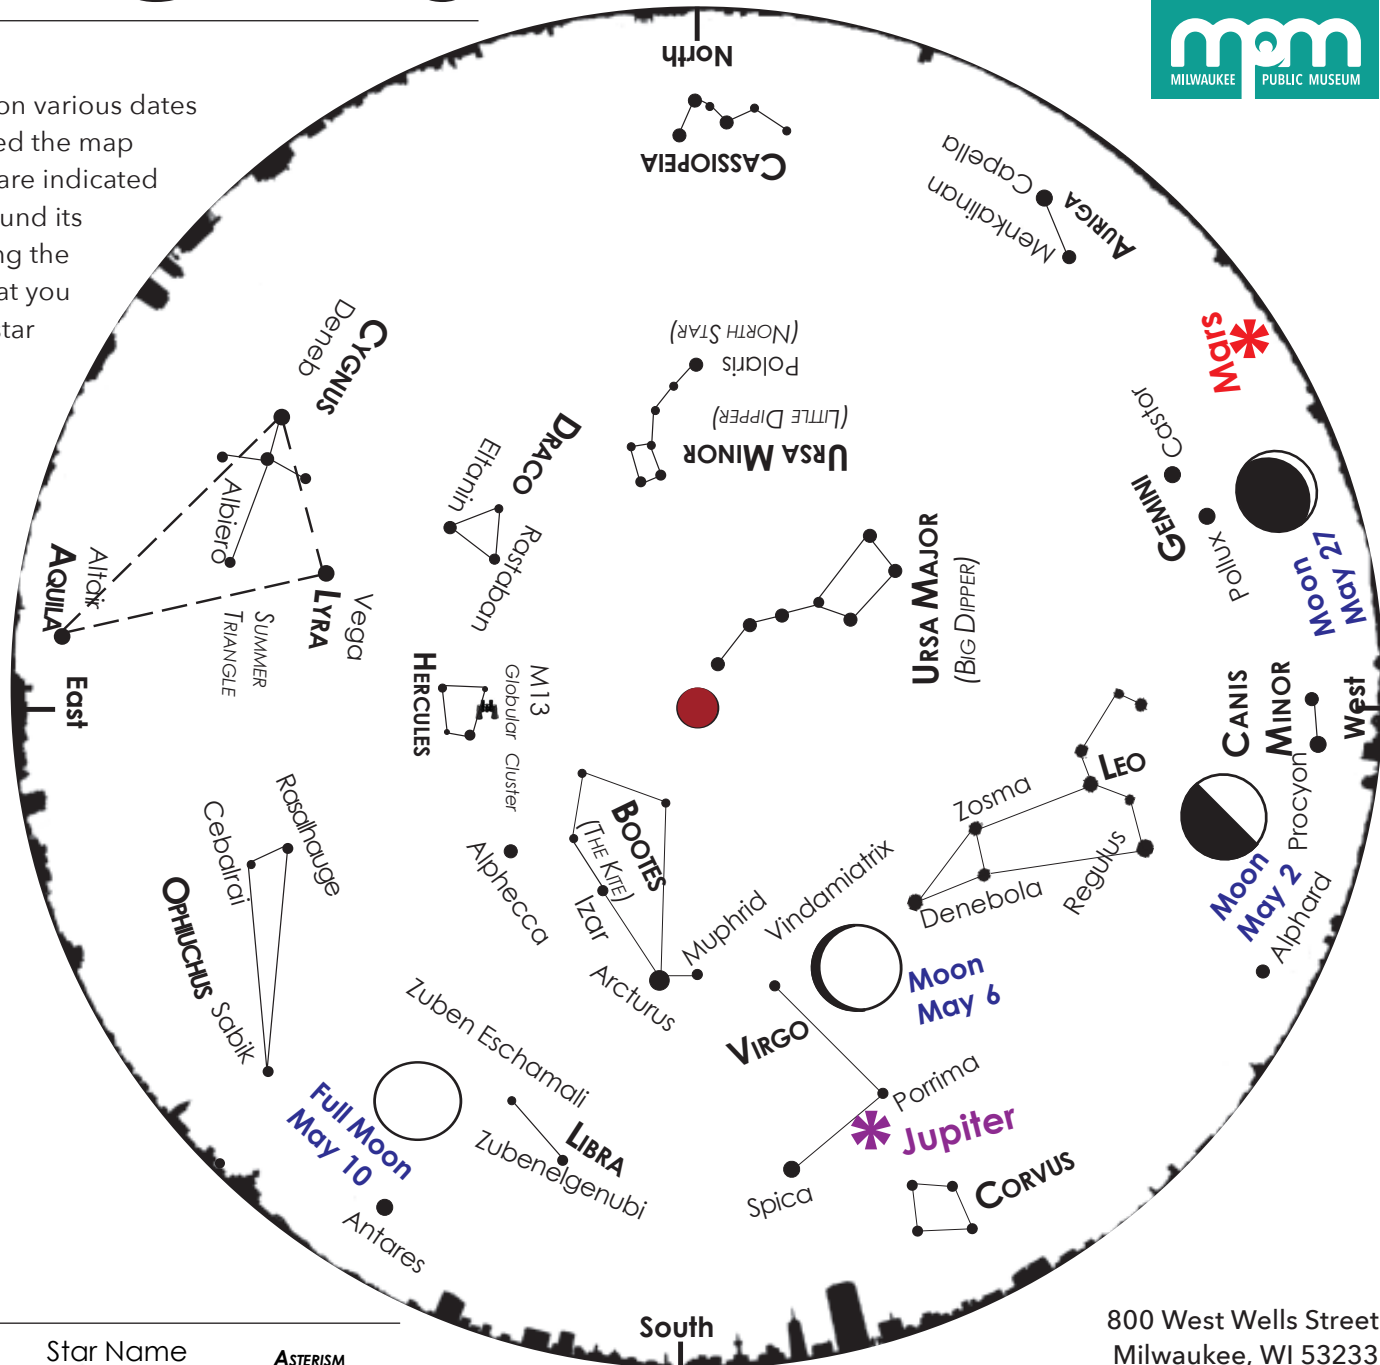 MILWAUKEE PUBLIC MUSEUM
on various dates
ed the map
are indicated
und its
ng the
at you
star
North
CASSIOPEIA
Capella
Menkalinan
AURIGA
Mars
Castor
GEMINI
Pollux
Moon
May 27
Polaris
(NORTH STAR)
URSA MINOR
(LITTLE DIPPER)
CYGNUS
Deneb
Albiero
DRACO
Eltanin
Rastaban
AQUILA
Altair
LYRA
Vega
SUMMER
TRIANGLE
East
HERCULES
M13
Globular Cluster
URSA MAJOR
(BIG DIPPER)
CANIS
MINOR
Procyon
West
LEO
Zosma
Denebola
Regulus
Moon
May 2
Alphard
BOOTES
(THE KITE)
Izar
Alphecca
Arcturus
Muphrid
Vindamiatrix
Moon
May 6
Rasalhauge
Cebalrai
OPHIUCHUS
Sabik
Zuben Eschamali
Zubenelgenubi
LIBRA
Full Moon
May 10
Antares
VIRGO
Porrima
Jupiter
Spica
CORVUS
South
Star Name
ASTERISM
800 West Wells Street
Milwaukee, WI 53233